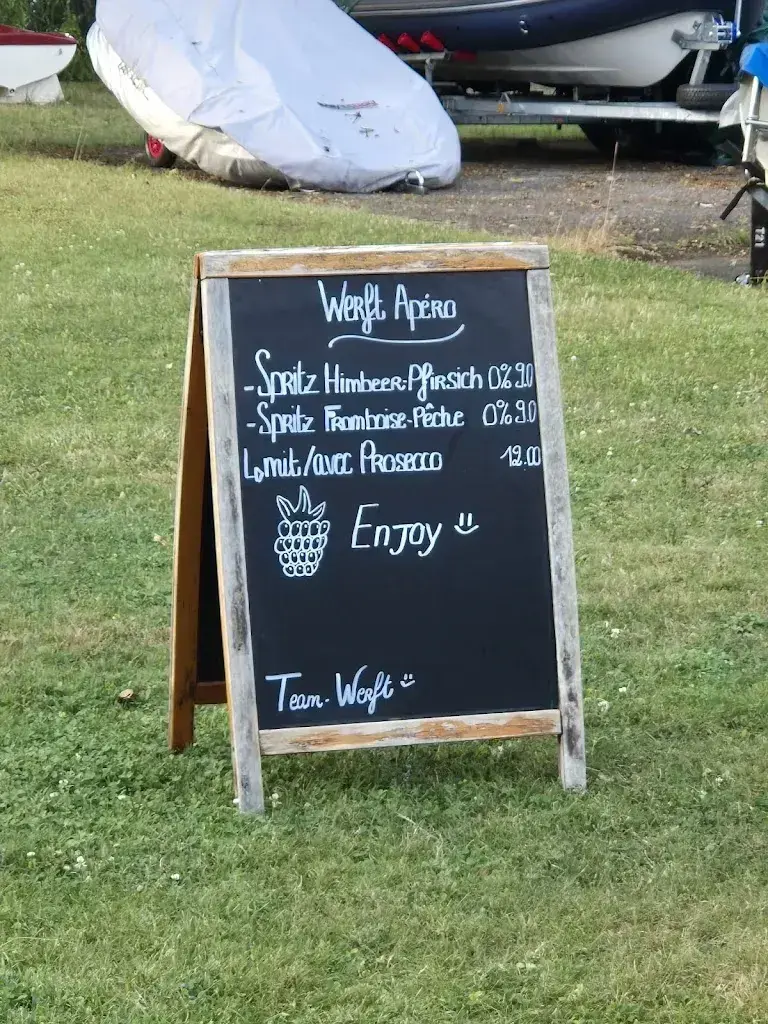 Werft Apéro
- Spritz Himbeer-Pfirsich 0% 9.0
- Spritz Framboise-Pêche 0% 9.0
↳ mit/avec Prosecco 12.00
Enjoy
Team-Werft
T21